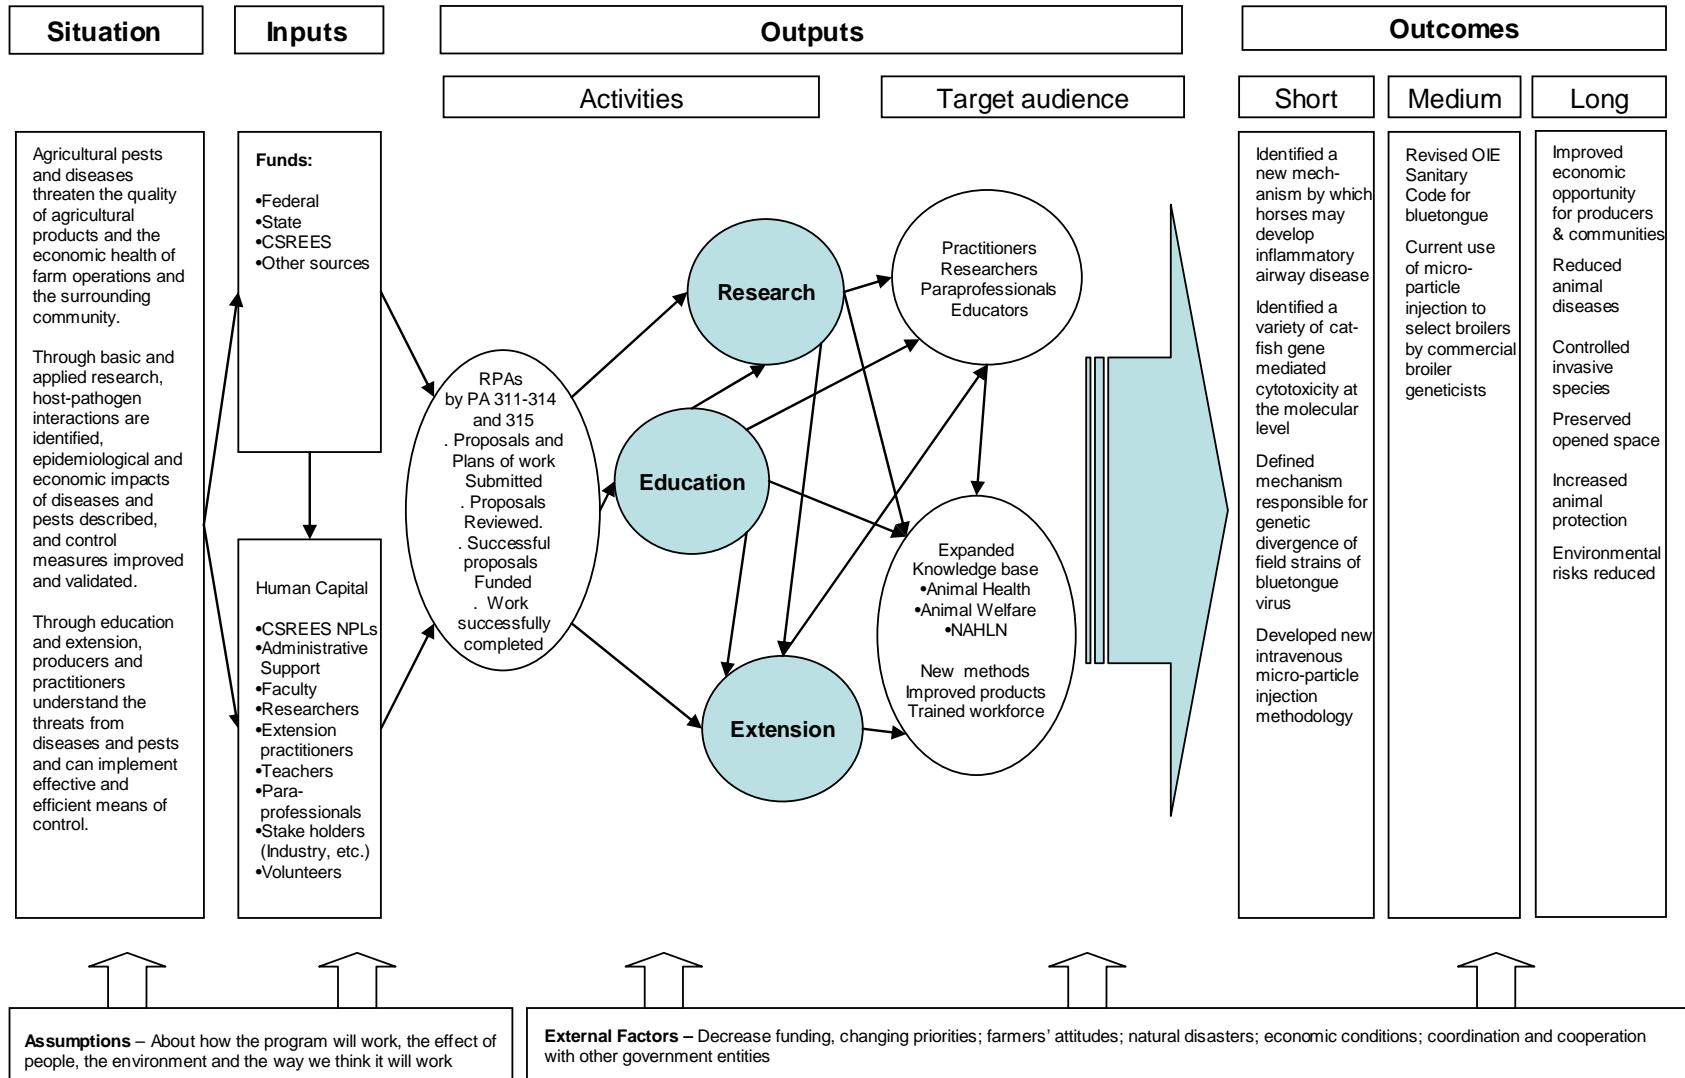 Situation
Inputs
Outputs
Outcomes
Activities
Target audience
Short
Medium
Long
Agricultural pests
and diseases
threaten the quality
of agricultural
products and the
economic health of
farm operations and
the surrounding
community.
Through basic and
applied research,
host-pathogen
interactions are
identified,
epidemiological and
economic impacts
of diseases and
pests described,
and control
measures improved
and validated.
Through education
and extension,
producers and
practitioners
understand the
threats from
diseases and pests
and can implement
effective and
efficient means of
control.
Funds:
•Federal
•State
•CSREES
•Other sources
Human Capital
•CSREES NPLs
•Administrative
Support
•Faculty
•Researchers
•Extension
practitioners
•Teachers
•Para-
professionals
•Stake holders
(Industry, etc.)
•Volunteers
RPAs
by PA 311-314
and 315
. Proposals and
Plans of work
Submitted
. Proposals
Reviewed.
. Successful
proposals
Funded
. Work
successfully
completed
Research
Education
Extension
Practitioners
Researchers
Paraprofessionals
Educators
Expanded
Knowledge base
•Animal Health
•Animal Welfare
•NAHLN
New methods
Improved products
Trained workforce
Identified a
new mech-
anism by which
horses may
develop
inflammatory
airway disease
Identified a
variety of cat-
fish gene
mediated
cytotoxicity at
the molecular
level
Defined
mechanism
responsible for
genetic
divergence of
field strains of
bluetongue
virus
Developed new
intravenous
micro-particle
injection
methodology
Revised OIE
Sanitary
Code for
bluetongue
Current use
of micro-
particle
injection to
select broilers
by commercial
broiler
geneticists
Improved
economic
opportunity
for producers
& communities
Reduced
animal
diseases
Controlled
invasive
species
Preserved
opened space
Increased
animal
protection
Environmental
risks reduced
Assumptions – About how the program will work, the effect of
people, the environment and the way we think it will work
External Factors – Decrease funding, changing priorities; farmers’ attitudes; natural disasters; economic conditions; coordination and cooperation
with other government entities